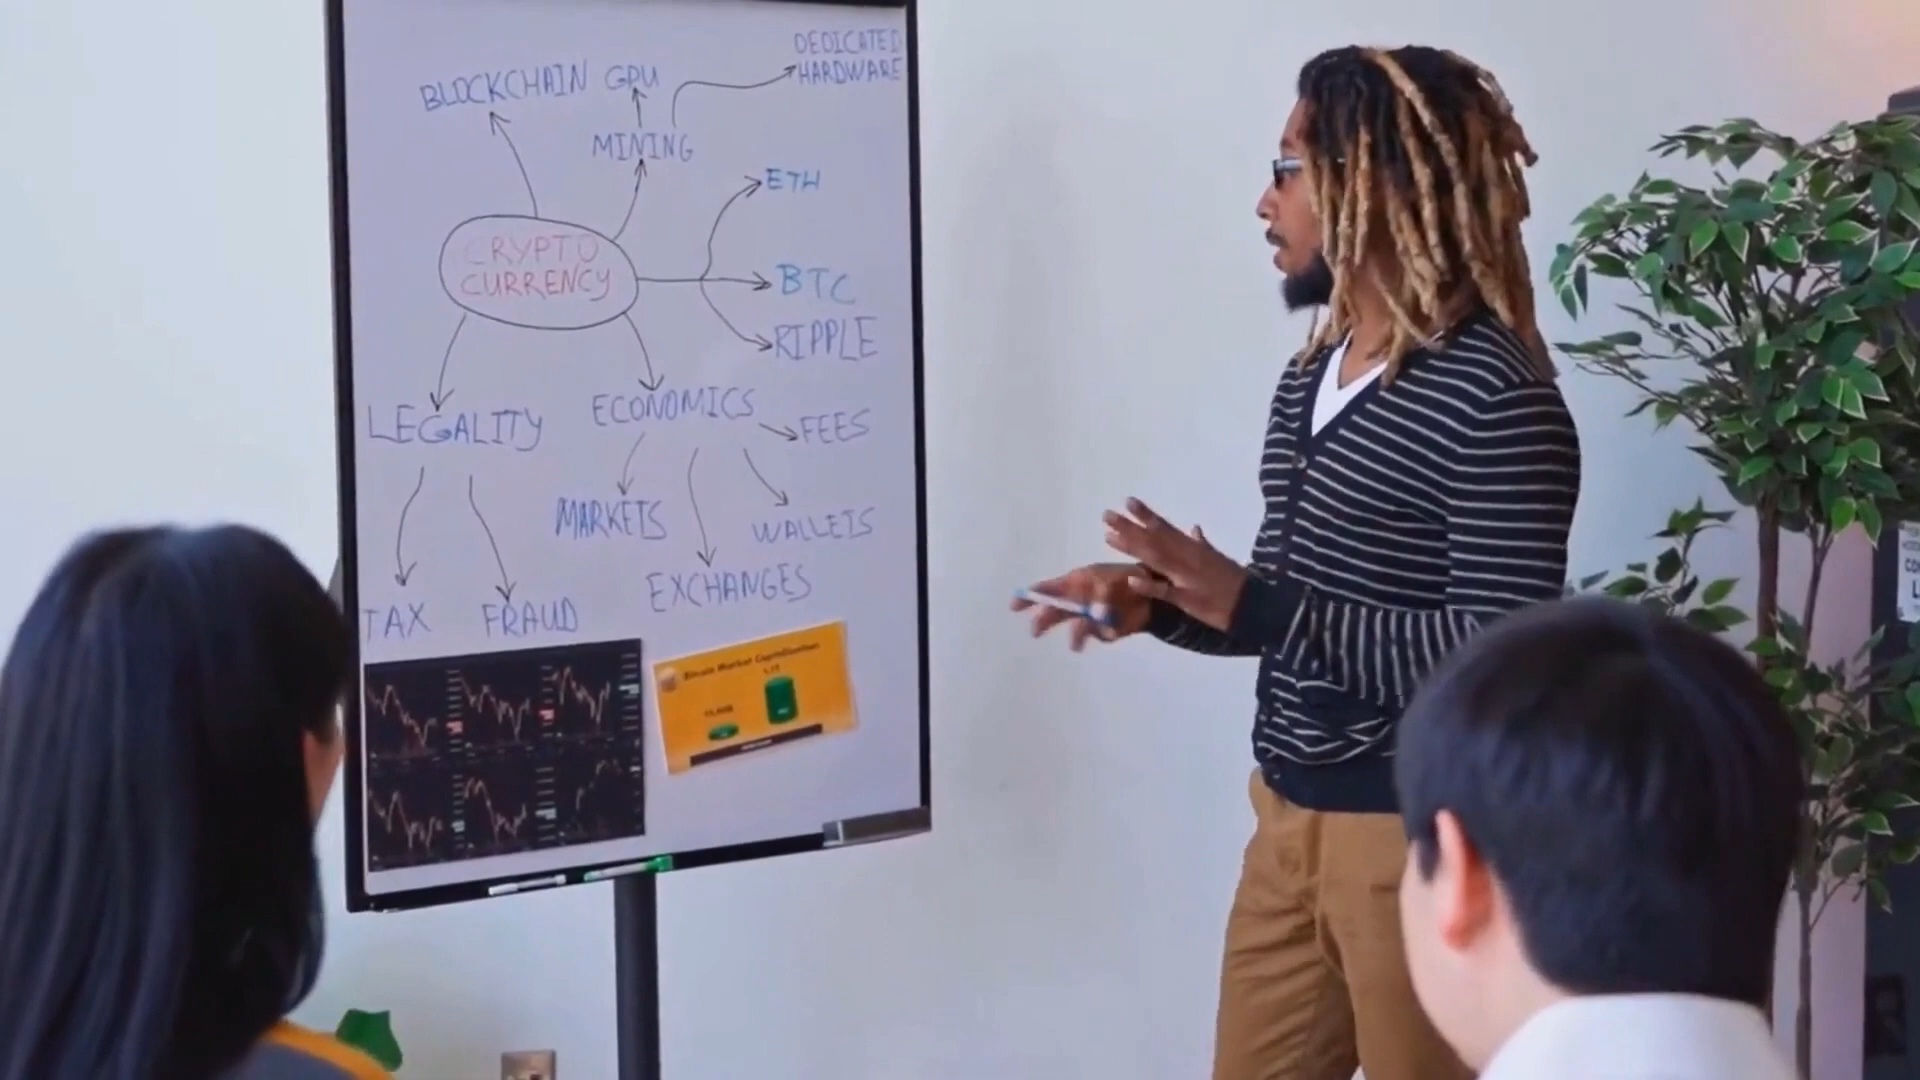 DEDICATED
HARDWARE
BLOCKCHAIN
GPU
MINING
ETH
CRYPTO
CURRENCY
BTC
RIPPLE
LEGALITY
ECONOMICS
FEES
MARKETS
WALLETS
EXCHANGES
TAX
FRAUD
Bitcoin Market Capitalization